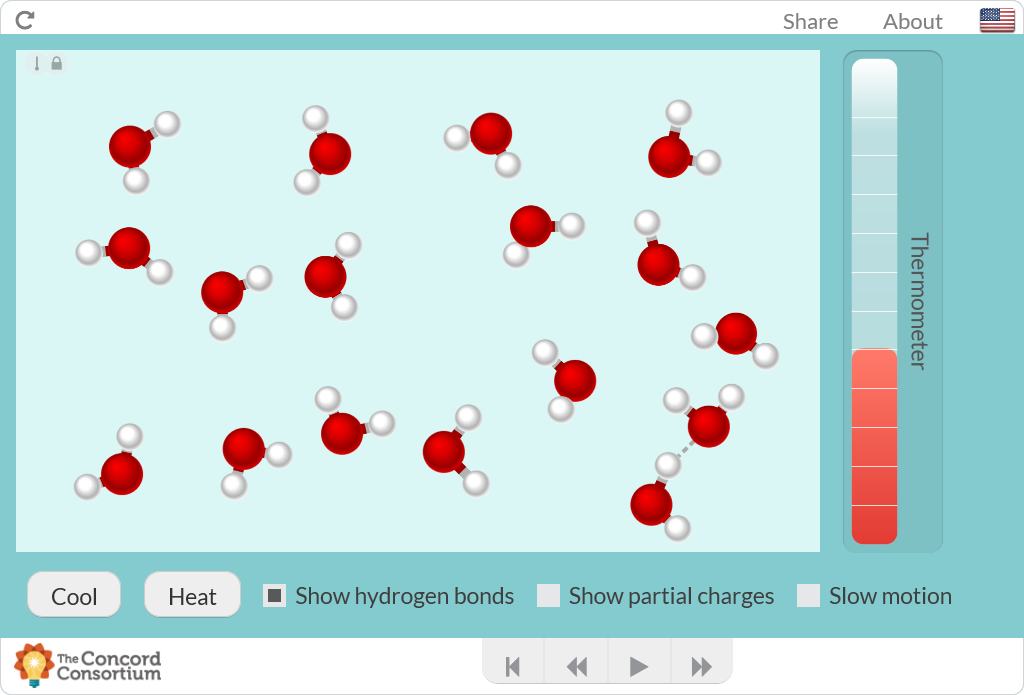 Share About
Thermometer
Cool Heat Show hydrogen bonds Show partial charges Slow motion
The Concord
Consortium